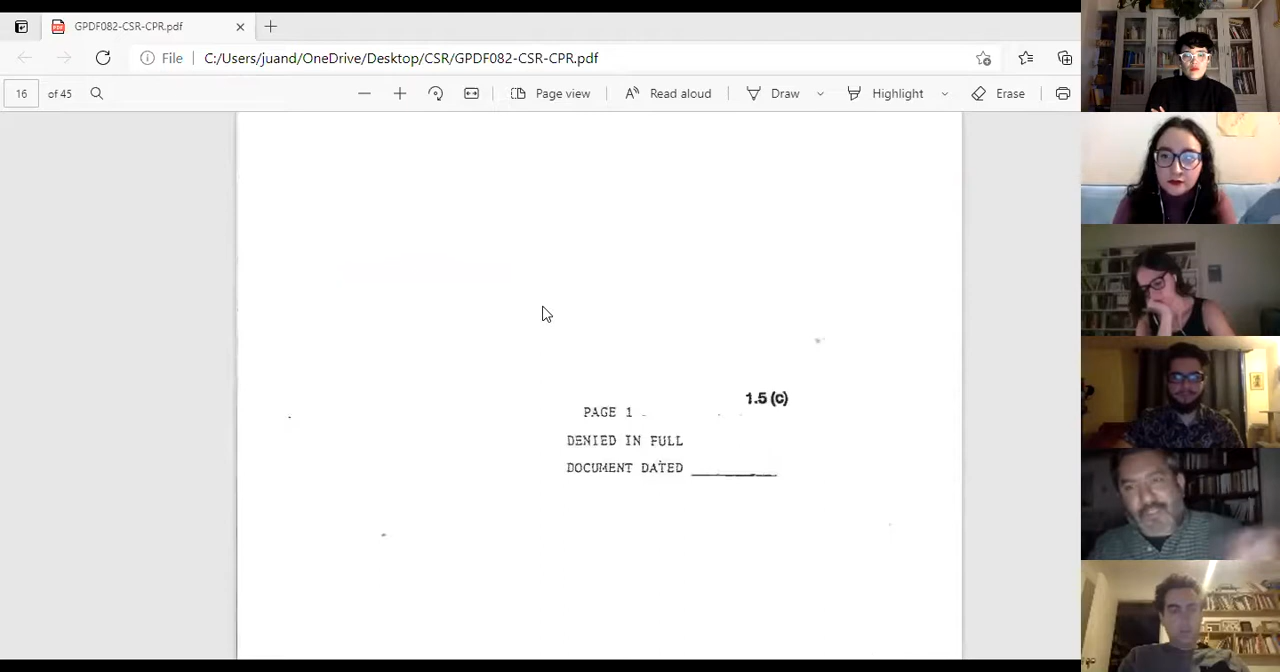 GPDF082-CSR-CPR.pdf
File
C:/Users/juand/OneDrive/Desktop/CSR/GPDF082-CSR-CPR.pdf
16 of 45
Page view
Read aloud
Draw
Highlight
Erase
1.5 (c)
PAGE 1
DENIED IN FULL
DOCUMENT DATED